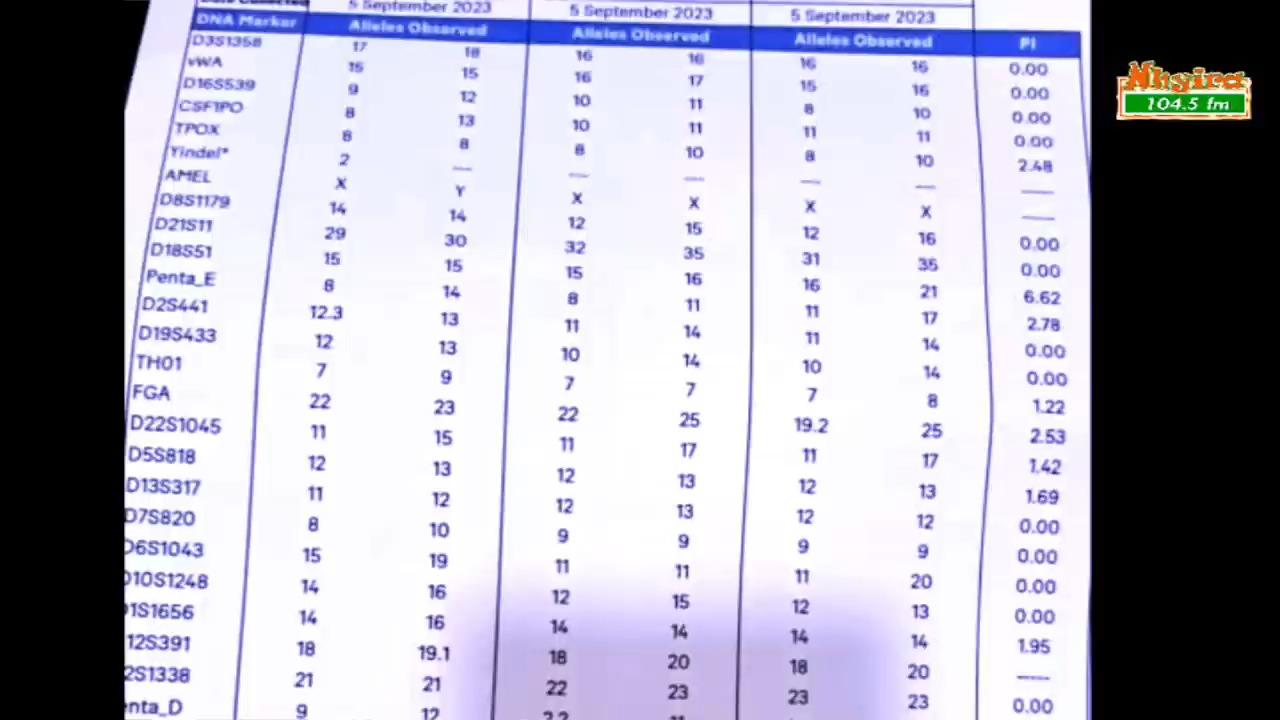 5 September 2023 5 September 2023 5 September 2023
DNA Marker Alleles Observed Alleles Observed Alleles Observed PI
D3S1358 17 18 16 16 16 16 0.00
vWA 15 15 16 17 15 16 0.00
D16S539 9 12 10 11 8 10 0.00
CSF1PO 8 13 10 11 11 11 0.00
TPOX 8 8 8 10 8 10 2.48
Yindel* 2 — — — — — —
AMEL X Y X X X X —
D8S1179 14 14 12 15 12 16 0.00
D21S11 29 30 32 35 31 35 0.00
D18S51 15 15 15 16 16 21 6.62
Penta_E 8 14 8 11 11 17 2.78
D2S441 12.3 13 11 14 11 14 0.00
D19S433 12 13 10 14 10 14 0.00
TH01 7 9 7 7 7 8 1.22
FGA 22 23 22 25 19.2 25 2.53
D22S1045 11 15 11 17 11 17 1.42
D5S818 12 13 12 13 12 13 1.69
D13S317 11 12 12 13 12 12 0.00
D7S820 8 10 9 9 9 9 0.00
D6S1043 15 19 11 11 11 20 0.00
D10S1248 14 16 12 15 12 13 0.00
1S1656 14 16 14 14 14 14 1.95
12S391 18 19.1 18 20 18 20 —
2S1338 21 21 22 23 23 23 0.00
enta_D 9 12
Nhyira
104.5 fm